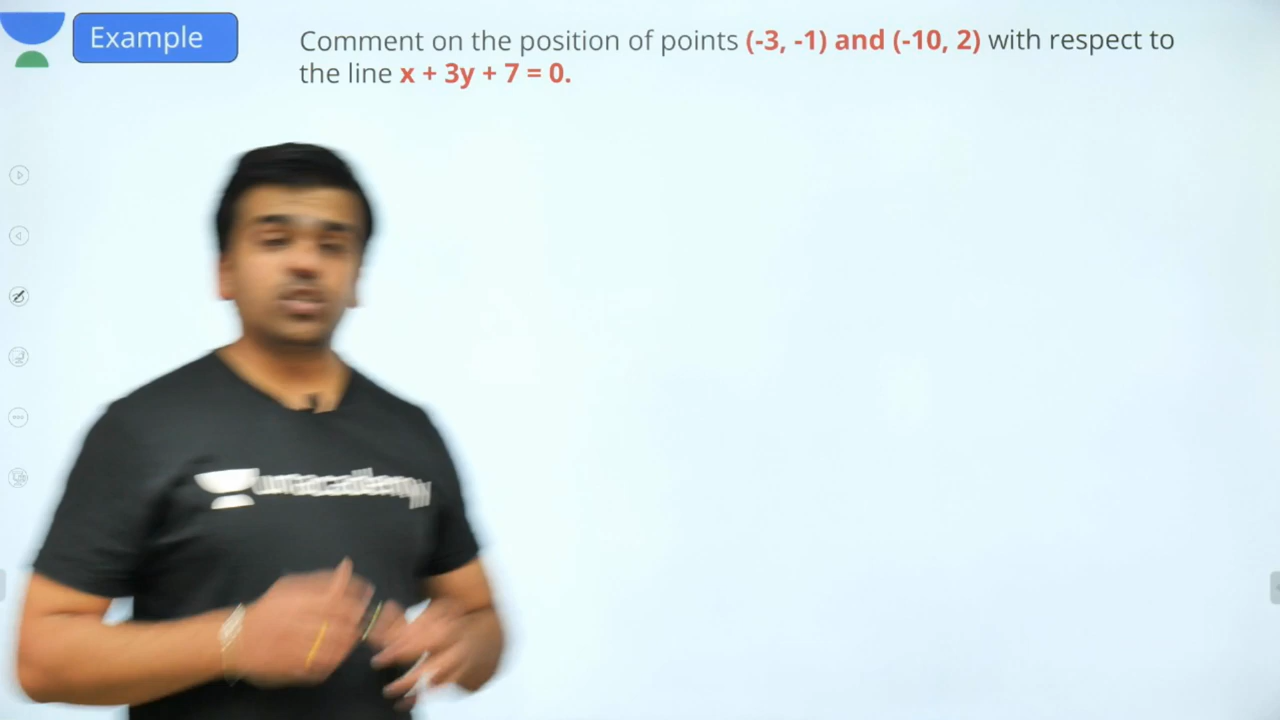 Example
Comment on the position of points (-3, -1) and (-10, 2) with respect to
the line x + 3y + 7 = 0.
unacademy